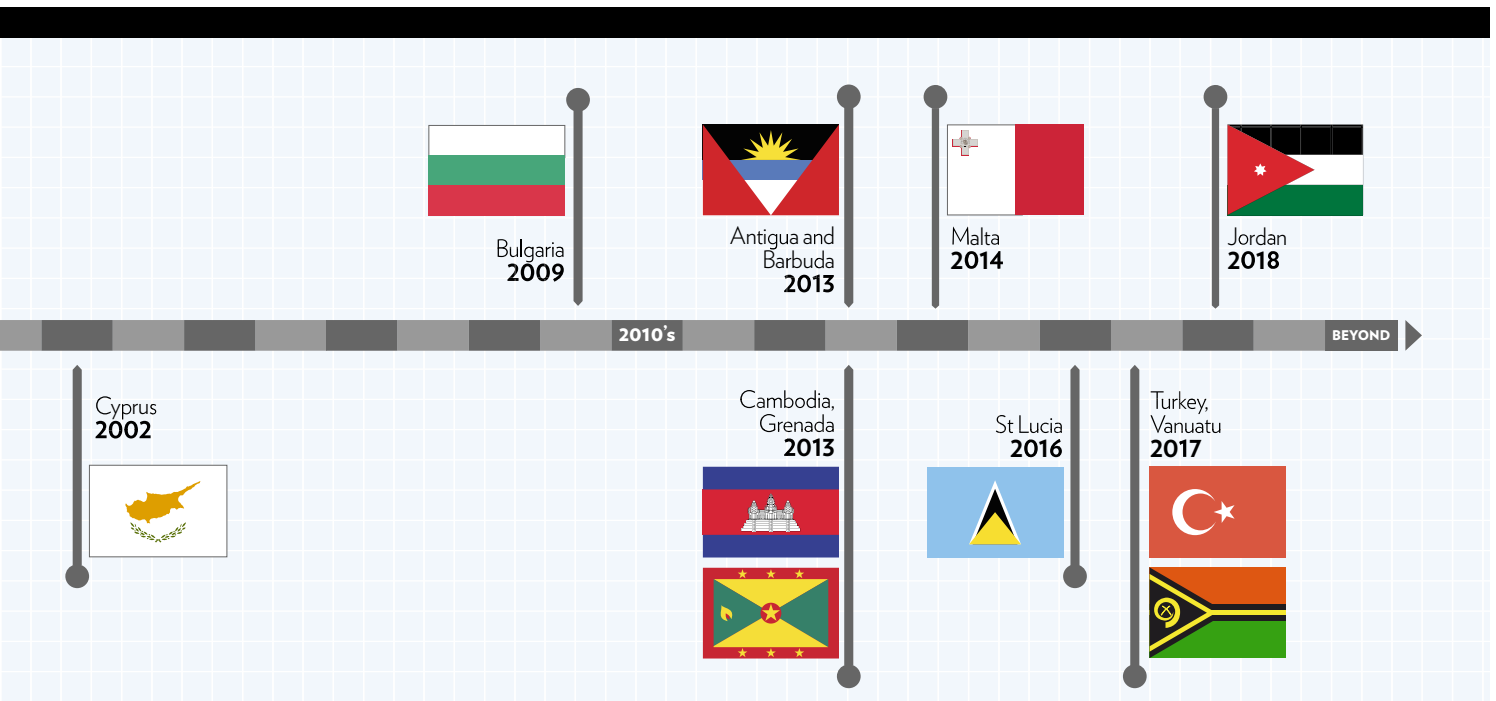 Bulgaria
2009
Antigua and
Barbuda
2013
Malta
2014
Jordan
2018
2010's
BEYOND
Cyprus
2002
Cambodia,
Grenada
2013
St Lucia
2016
Turkey,
Vanuatu
2017